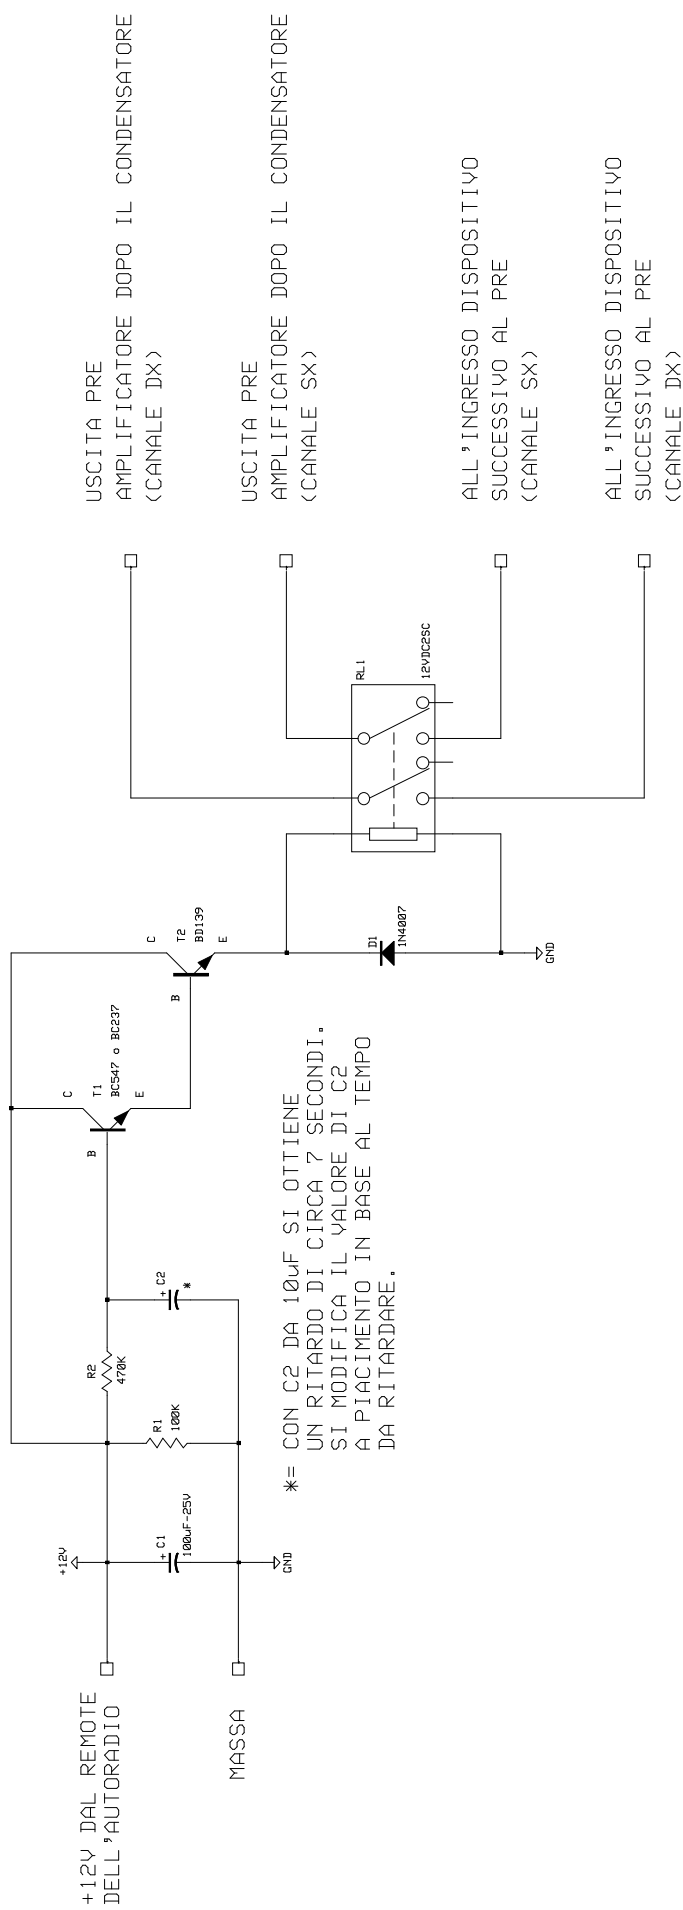 +12V DAL REMOTE
DELL'AUTORADIO
MASSA
+12V
+ C1
100uF-25V
GND
R1
100K
R2
470K
+ C2
*
*= CON C2 DA 10uF SI OTTIENE
UN RITARDO DI CIRCA 7 SECONDI.
SI MODIFICA IL VALORE DI C2
A PIACIMENTO IN BASE AL TEMPO
DA RITARDARE.
B
C
T1
BC547 o BC237
E
B
C
T2
BD139
E
D1
1N4007
GND
RL1
12VDC2SC
USCITA PRE
AMPLIFICATORE DOPO IL CONDENSATORE
(CANALE DX)
USCITA PRE
AMPLIFICATORE DOPO IL CONDENSATORE
(CANALE SX)
ALL'INGRESSO DISPOSITIVO
SUCCESSIVO AL PRE
(CANALE SX)
ALL'INGRESSO DISPOSITIVO
SUCCESSIVO AL PRE
(CANALE DX)